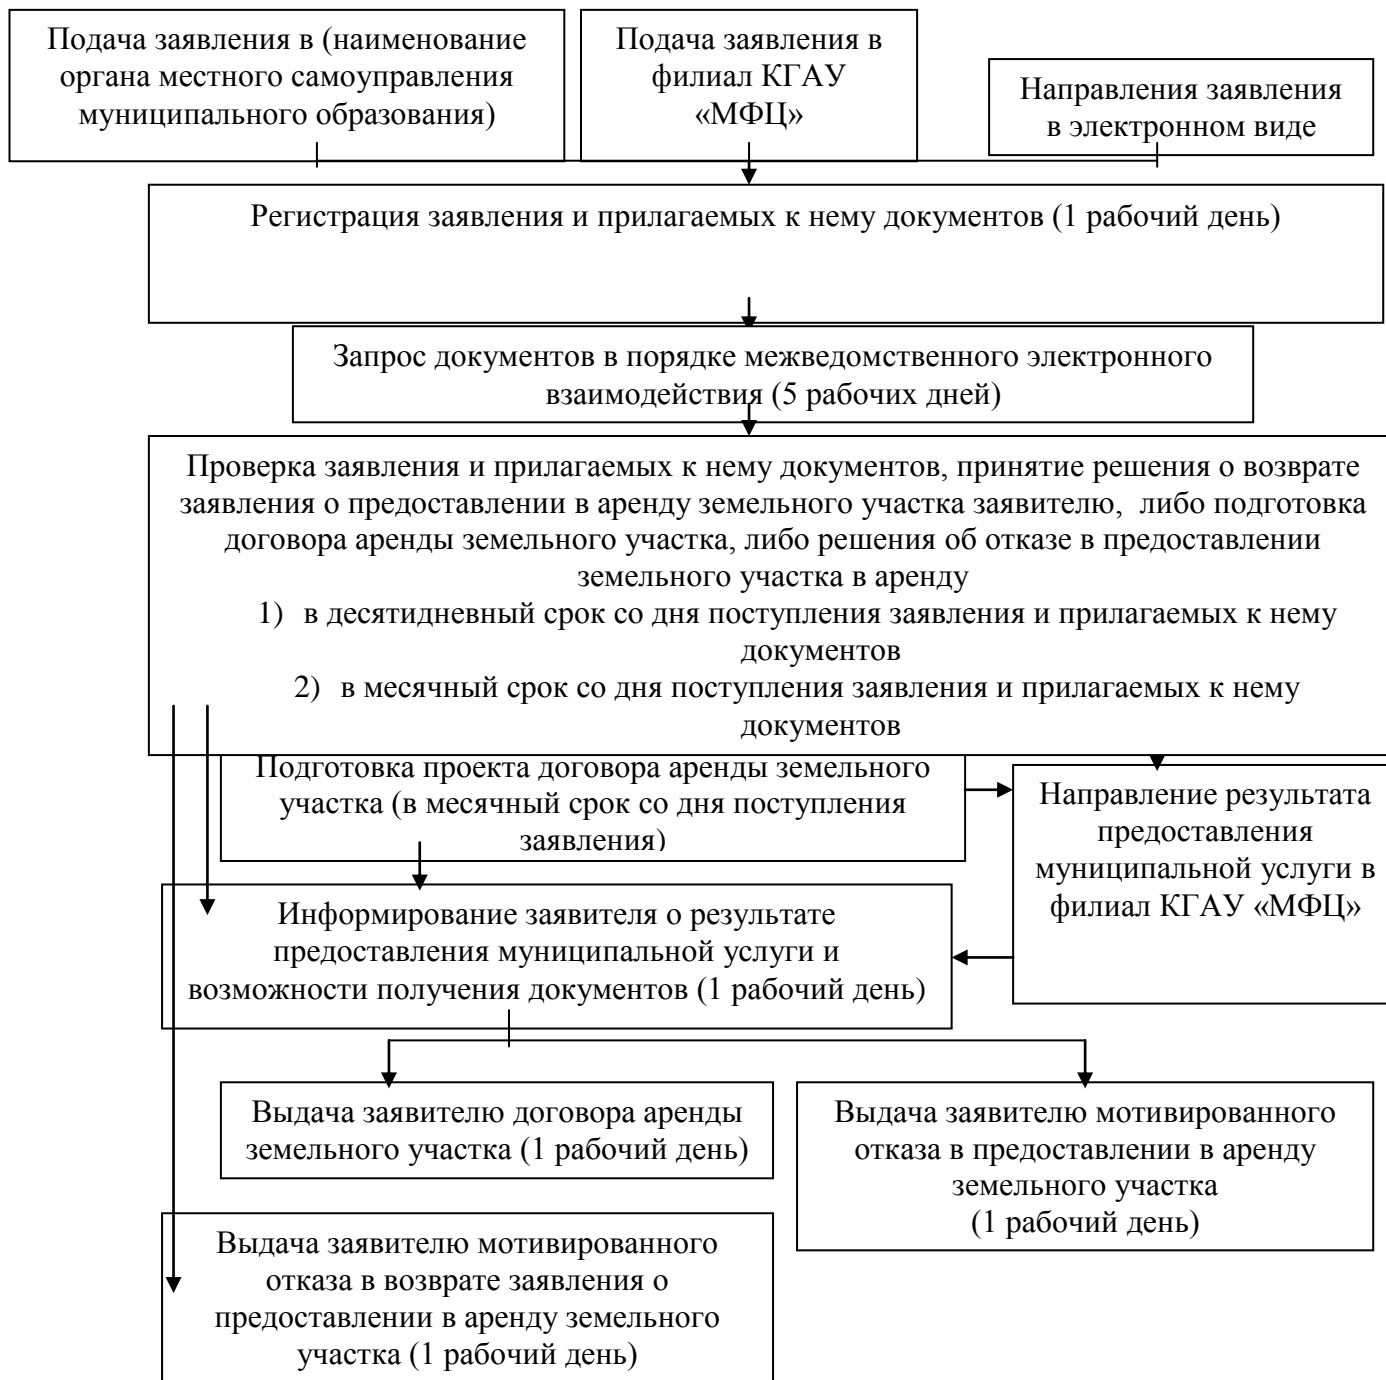 Подача заявления в (наименование
органа местного самоуправления
муниципального образования)
Подача заявления в
филиал КГАУ
«МФЦ»
Направления заявления
в электронном виде
Регистрация заявления и прилагаемых к нему документов (1 рабочий день)
Запрос документов в порядке межведомственного электронного
взаимодействия (5 рабочих дней)
Проверка заявления и прилагаемых к нему документов, принятие решения о возврате
заявления о предоставлении в аренду земельного участка заявителю, либо подготовка
договора аренды земельного участка, либо решения об отказе в предоставлении
земельного участка в аренду
1) в десятидневный срок со дня поступления заявления и прилагаемых к нему
документов
2) в месячный срок со дня поступления заявления и прилагаемых к нему
документов
Подготовка проекта договора аренды земельного
участка (в месячный срок со дня поступления
заявления)
Направление результата
предоставления
муниципальной услуги в
филиал КГАУ «МФЦ»
Информирование заявителя о результате
предоставления муниципальной услуги и
возможности получения документов (1 рабочий день)
Выдача заявителю договора аренды
земельного участка (1 рабочий день)
Выдача заявителю мотивированного
отказа в предоставлении в аренду
земельного участка
(1 рабочий день)
Выдача заявителю мотивированного
отказа в возврате заявления о
предоставлении в аренду земельного
участка (1 рабочий день)